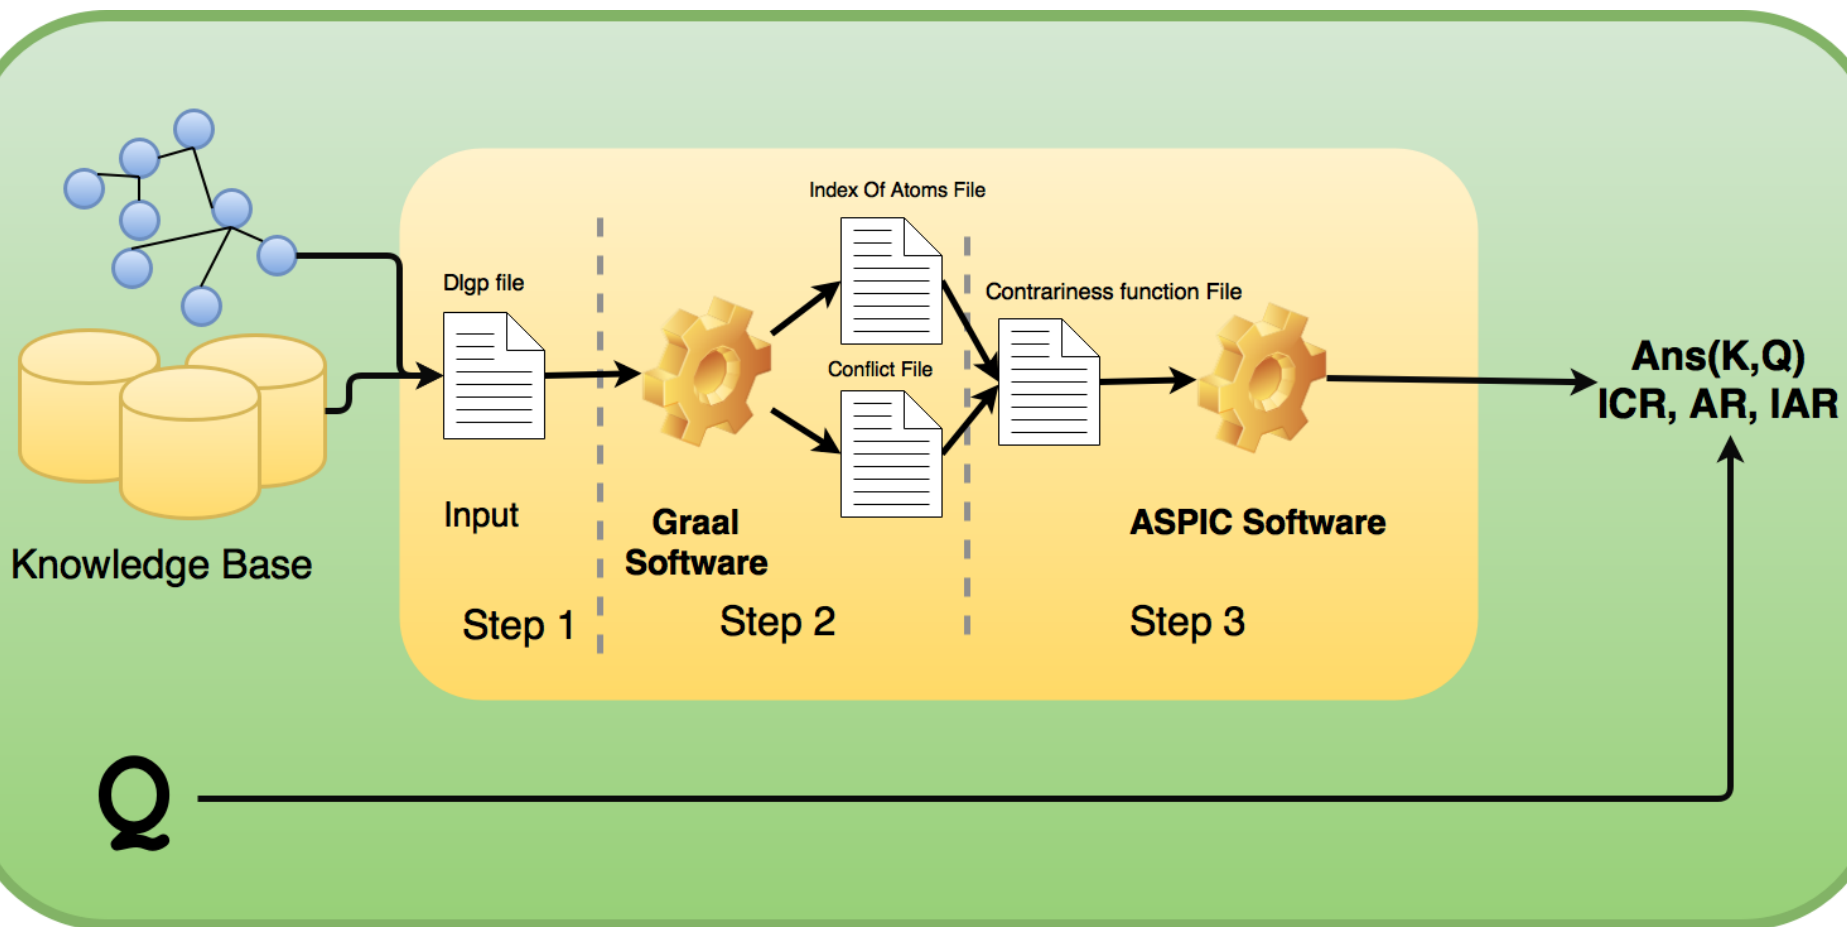 Index Of Atoms File
Dlgp file
Contrariness function File
Conflict File
Ans(K,Q)
ICR, AR, IAR
Input
Graal
Software
ASPIC Software
Knowledge Base
Step 1
Step 2
Step 3
Q